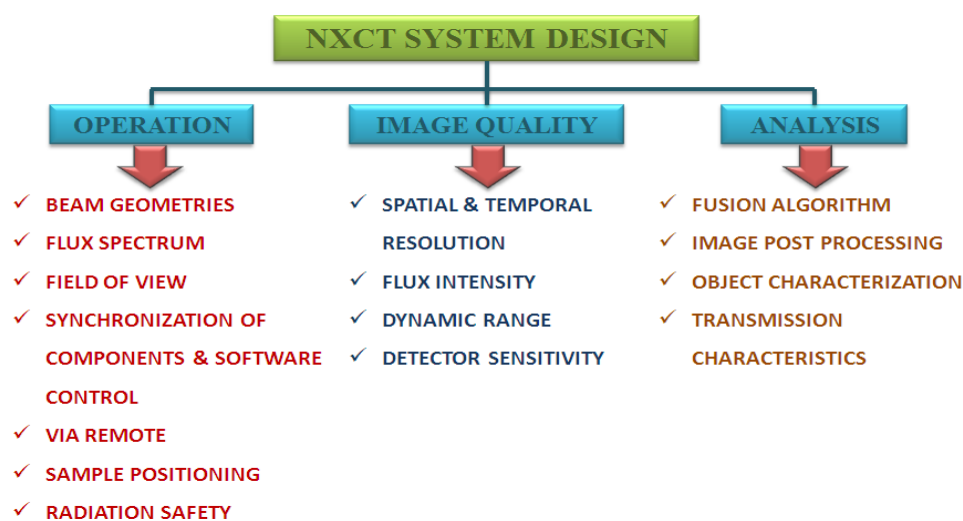 NXCT SYSTEM DESIGN
OPERATION
BEAM GEOMETRIES
FLUX SPECTRUM
FIELD OF VIEW
SYNCHRONIZATION OF
COMPONENTS & SOFTWARE
CONTROL
VIA REMOTE
SAMPLE POSITIONING
RADIATION SAFETY
IMAGE QUALITY
SPATIAL & TEMPORAL
RESOLUTION
FLUX INTENSITY
DYNAMIC RANGE
DETECTOR SENSITIVITY
ANALYSIS
FUSION ALGORITHM
IMAGE POST PROCESSING
OBJECT CHARACTERIZATION
TRANSMISSION
CHARACTERISTICS